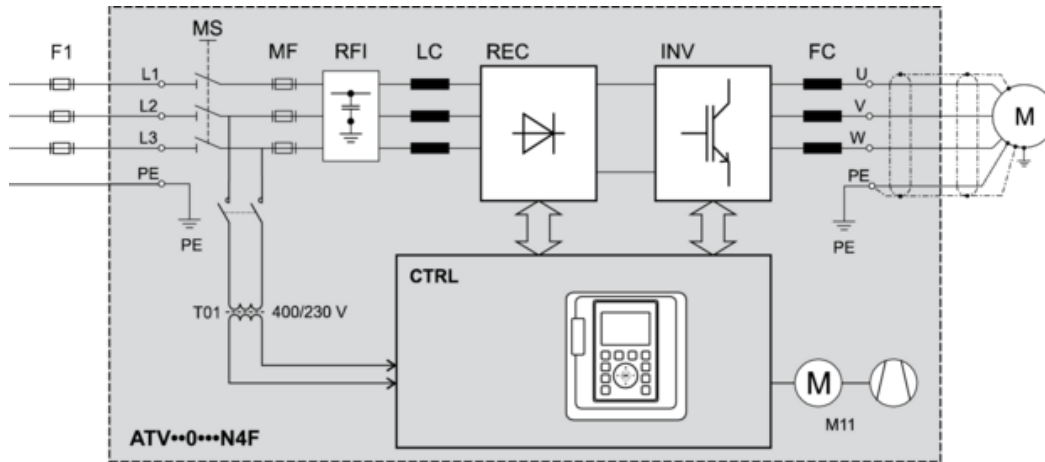 MS
F1 MF RFI LC REC INV FC
L1 U
L2 V M
L3 W
PE PE
PE PE
CTRL
T01 400/230 V
M
M11
ATV••0•••N4F